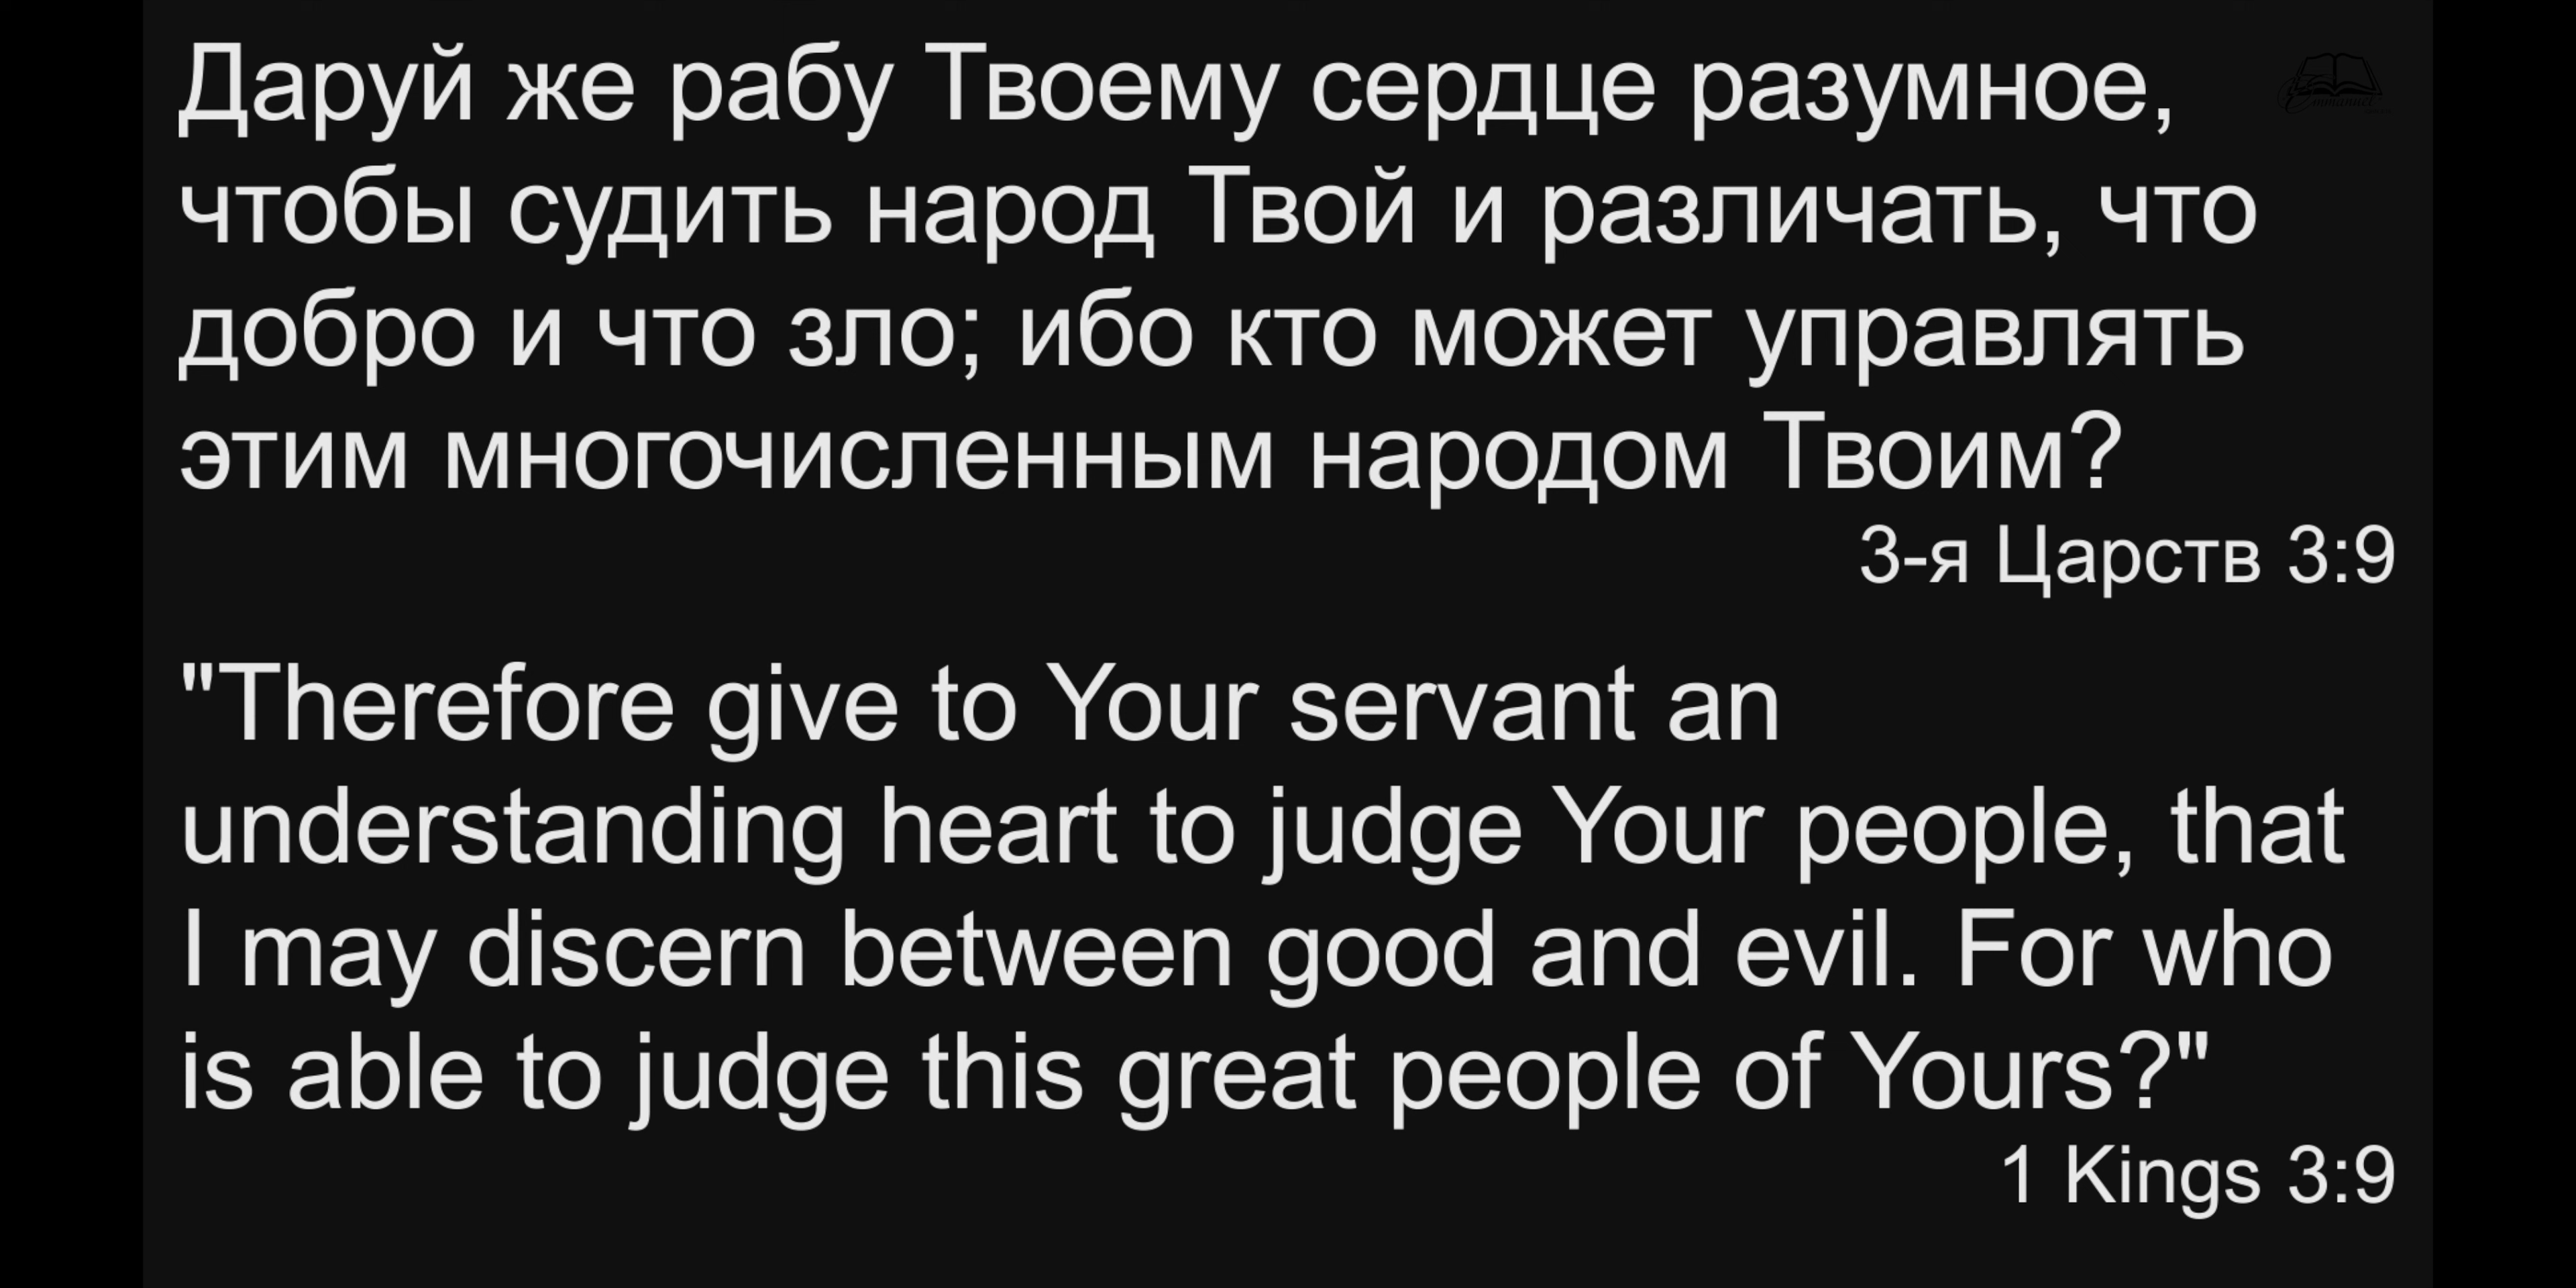 Даруй же рабу Твоему сердце разумное,
чтобы судить народ Твой и различать, что
добро и что зло; ибо кто может управлять
этим многочисленным народом Твоим?
3-я Царств 3:9
"Therefore give to Your servant an
understanding heart to judge Your people, that
I may discern between good and evil. For who
is able to judge this great people of Yours?"
1 Kings 3:9
Emmanuel